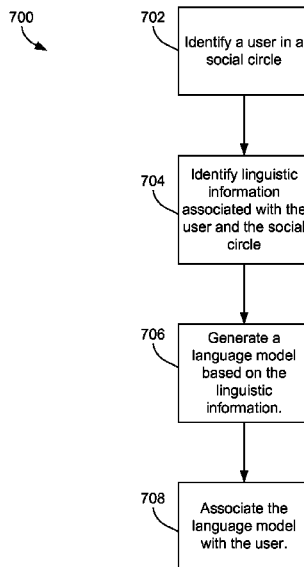 700
702
Identify a user in a
social circle
704
Identify linguistic
information
associated with the
user and the social
circle
706
Generate a
language model
based on the
linguistic
information.
708
Associate the
language model
with the user.